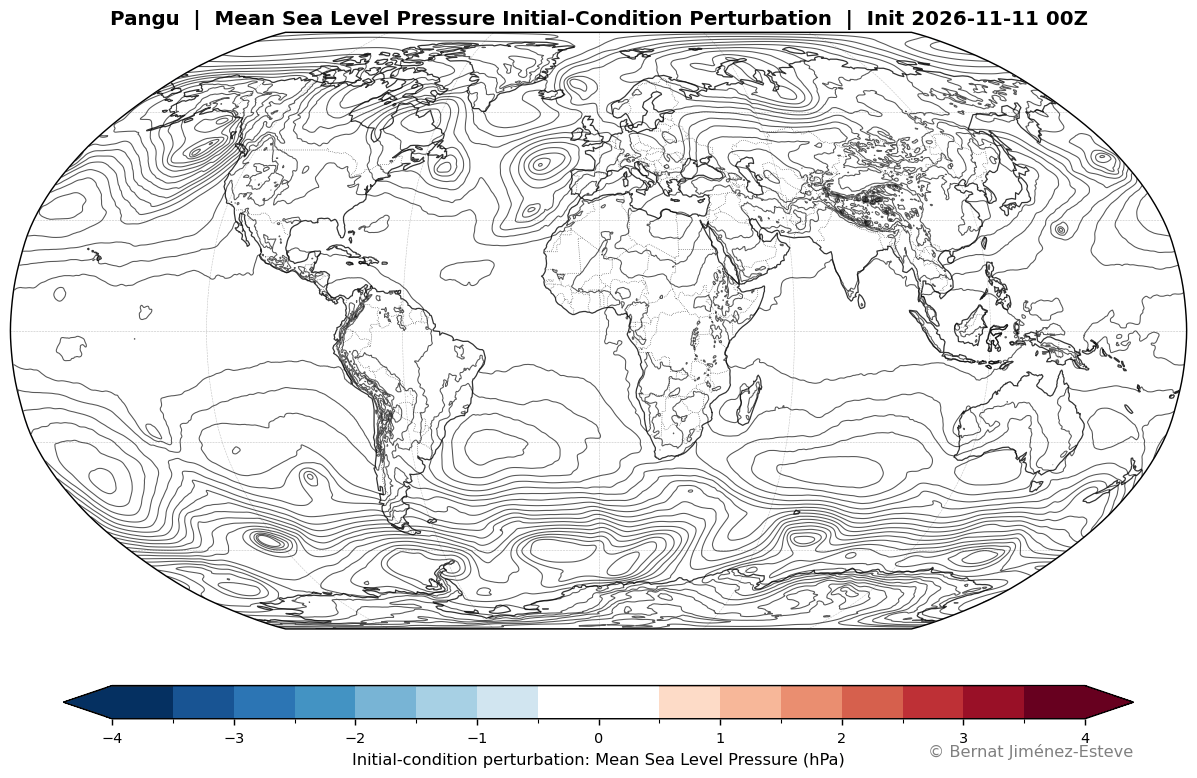 Pangu | Mean Sea Level Pressure Initial-Condition Perturbation | Init 2026-11-11 00Z
−4 −3 −2 −1 0 1 2 3 4
Initial-condition perturbation: Mean Sea Level Pressure (hPa)
© Bernat Jiménez-Esteve